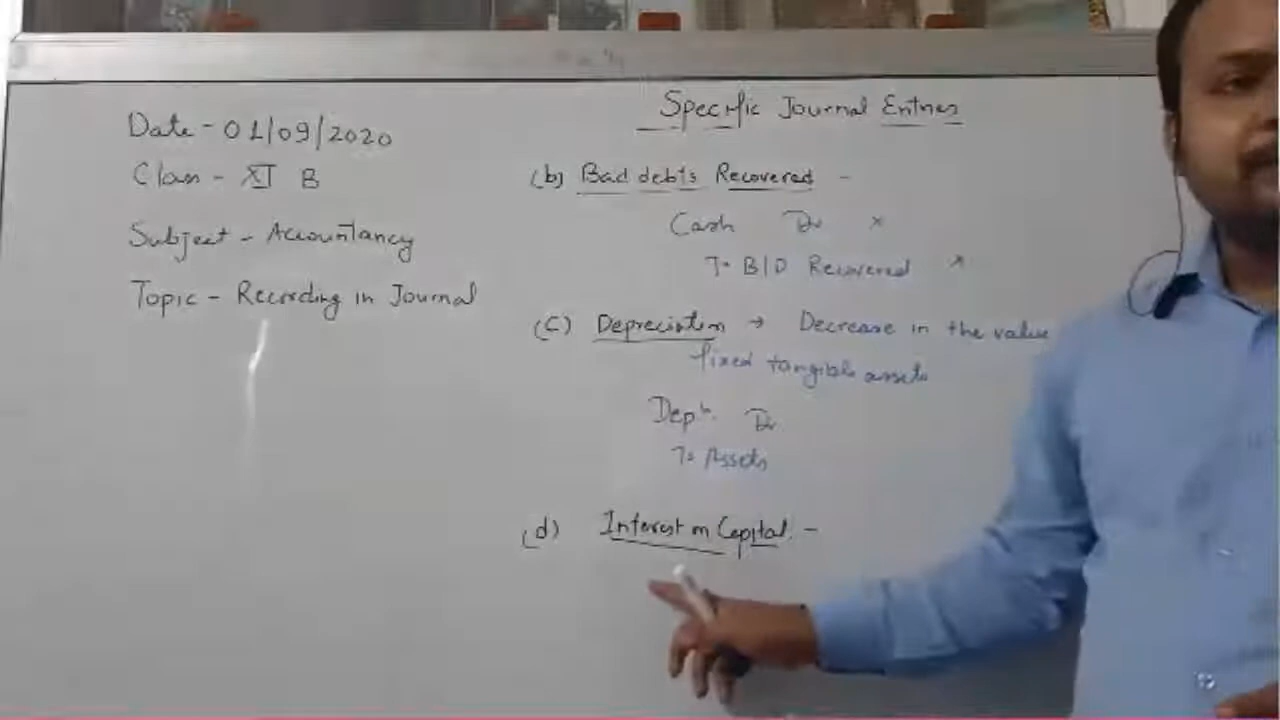 Date - 01/09/2020
Class - XI B
Subject - Accountancy
Topic - Recording in Journal
Specific Journal Entries
(b) Bad debts Recovered -
Cash Dr x
To B/D Recovered x
(c) Depreciation → Decrease in the value
fixed tangible assets
Depn. Dr
To Assets
(d) Interest on Capital -